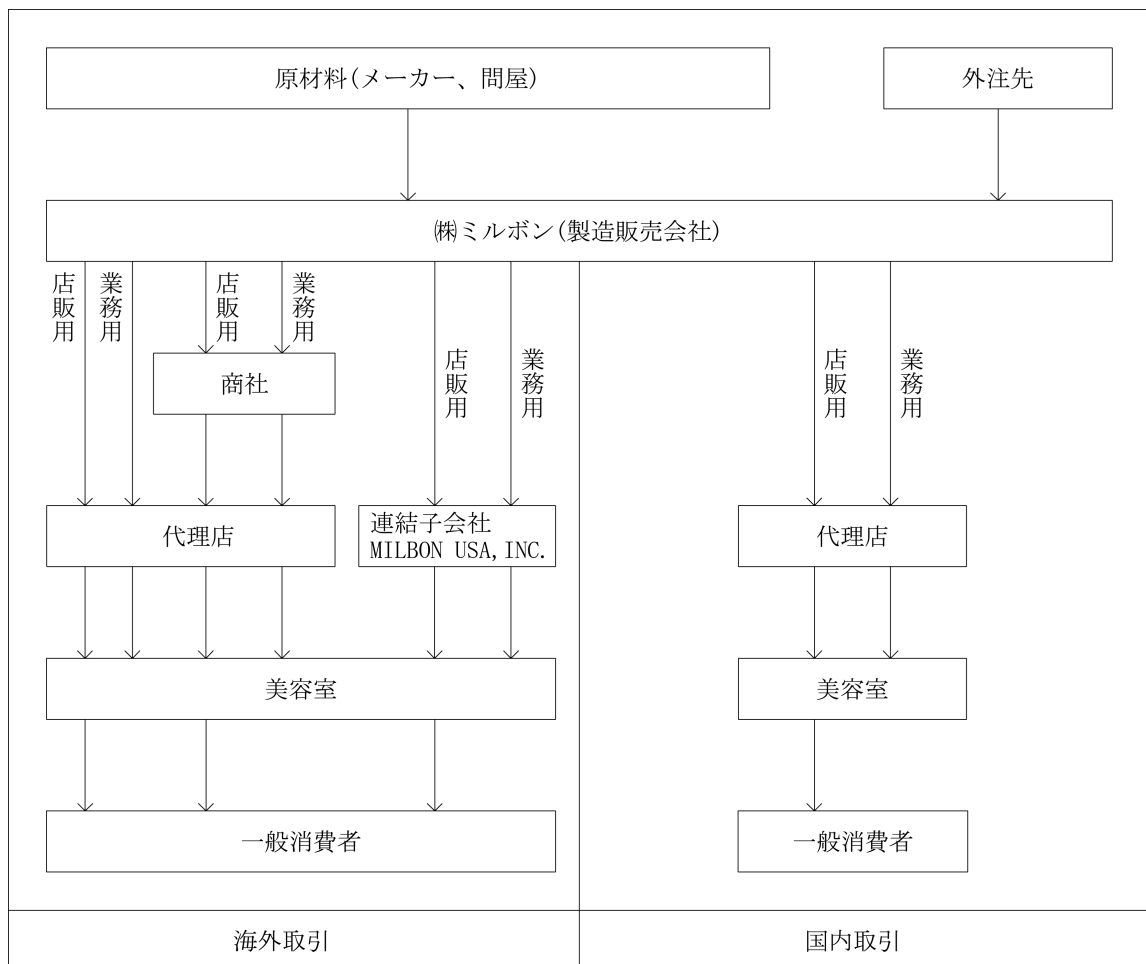 原材料(メーカー、問屋)
外注先
㈱ミルボン(製造販売会社)
店販用
業務用
店販用
業務用
店販用
業務用
店販用
業務用
商社
代理店
連結子会社
MILBON USA, INC.
代理店
美容室
美容室
一般消費者
一般消費者
海外取引
国内取引